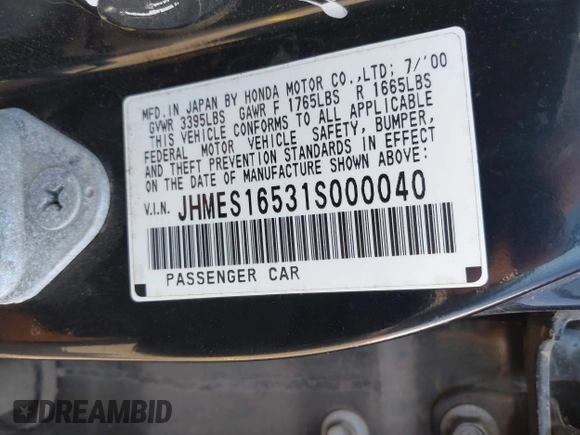 MFD. IN JAPAN BY HONDA MOTOR CO.,LTD; 7/'00
GVWR 3395LBS GAWR F 1765LBS R 1665LBS
THIS VEHICLE CONFORMS TO ALL APPLICABLE
FEDERAL MOTOR VEHICLE SAFETY, BUMPER,
AND THEFT PREVENTION STANDARDS IN EFFECT
ON THE DATE OF MANUFACTURE SHOWN ABOVE:
V.I.N. JHMES16531S000040
PASSENGER CAR
DREAMBID